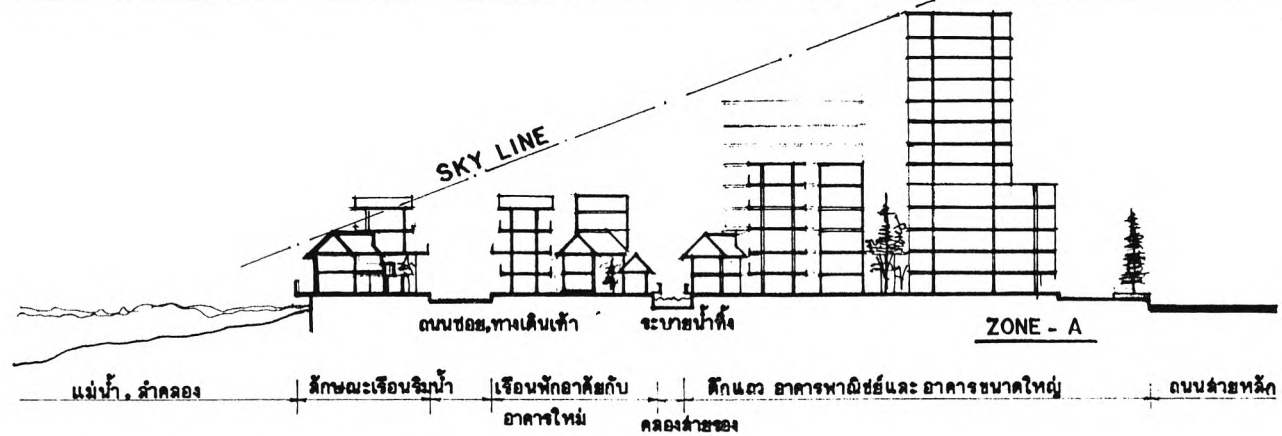 SKY LINE
ถนนซอย,ทางเดินเท้า
ระบายน้ำทิ้ง
ZONE - A
แม่น้ำ, ลำคลอง
ลักษณะเรือนริมน้ำ
เรือนพักอาศัยกับ
อาคารใหม่
คลองสายรอง
ตึกแถว อาคารพาณิชย์และ อาคารขนาดใหญ่
ถนนสายหลัก